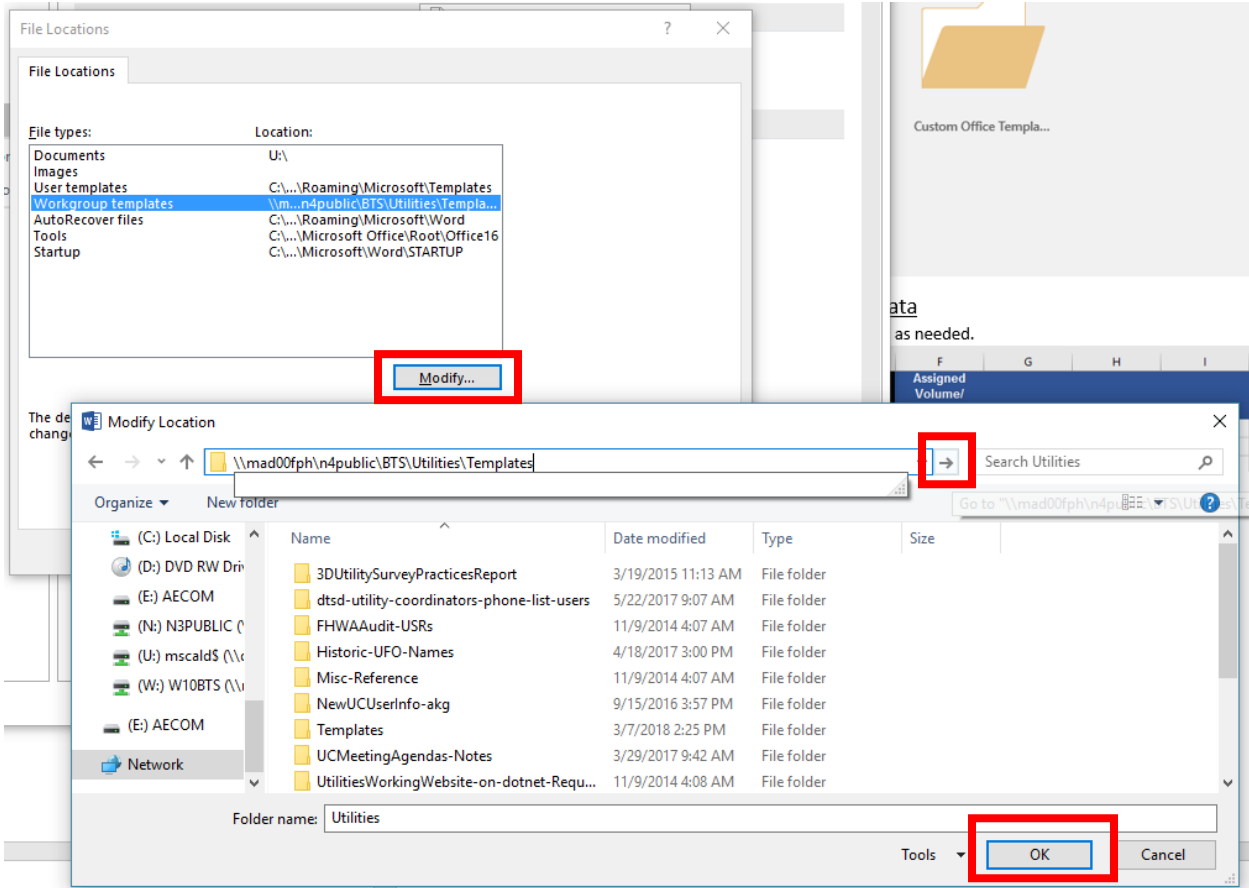 File Locations
?
File Locations
File types:
Location:
Documents U:\
Images
User templates C:\...\Roaming\Microsoft\Templates
Workgroup templates \\m...n4public\BTS\Utilities\Templa...
AutoRecover files C:\...\Roaming\Microsoft\Word
Tools C:\...\Microsoft Office\Root\Office16
Startup C:\...\Microsoft\Word\STARTUP
Modify...
The de
chang
Custom Office Templa...
ata
as needed.
F G H I
Assigned
Volume/
Modify Location
\\mad00fph\n4public\BTS\Utilities\Templates
Search Utilities
Organize New folder
Go to "\\mad00fph\n4public\BTS\Utilities\Te
?
(C:) Local Disk
(D:) DVD RW Driv
(E:) AECOM
(N:) N3PUBLIC (\
(U:) mscald$ (\\c
(W:) W10BTS (\\r
(E:) AECOM
Network
Name Date modified Type Size
3DUtilitySurveyPracticesReport 3/19/2015 11:13 AM File folder
dtsd-utility-coordinators-phone-list-users 5/22/2017 9:07 AM File folder
FHWAAudit-USRs 11/9/2014 4:07 AM File folder
Historic-UFO-Names 4/18/2017 3:00 PM File folder
Misc-Reference 11/9/2014 4:07 AM File folder
NewUCUserInfo-akg 9/15/2016 3:57 PM File folder
Templates 3/7/2018 2:25 PM File folder
UCMeetingAgendas-Notes 3/29/2017 9:42 AM File folder
UtilitiesWorkingWebsite-on-dotnet-Requ... 11/9/2014 4:08 AM File folder
Folder name: Utilities
Tools OK Cancel